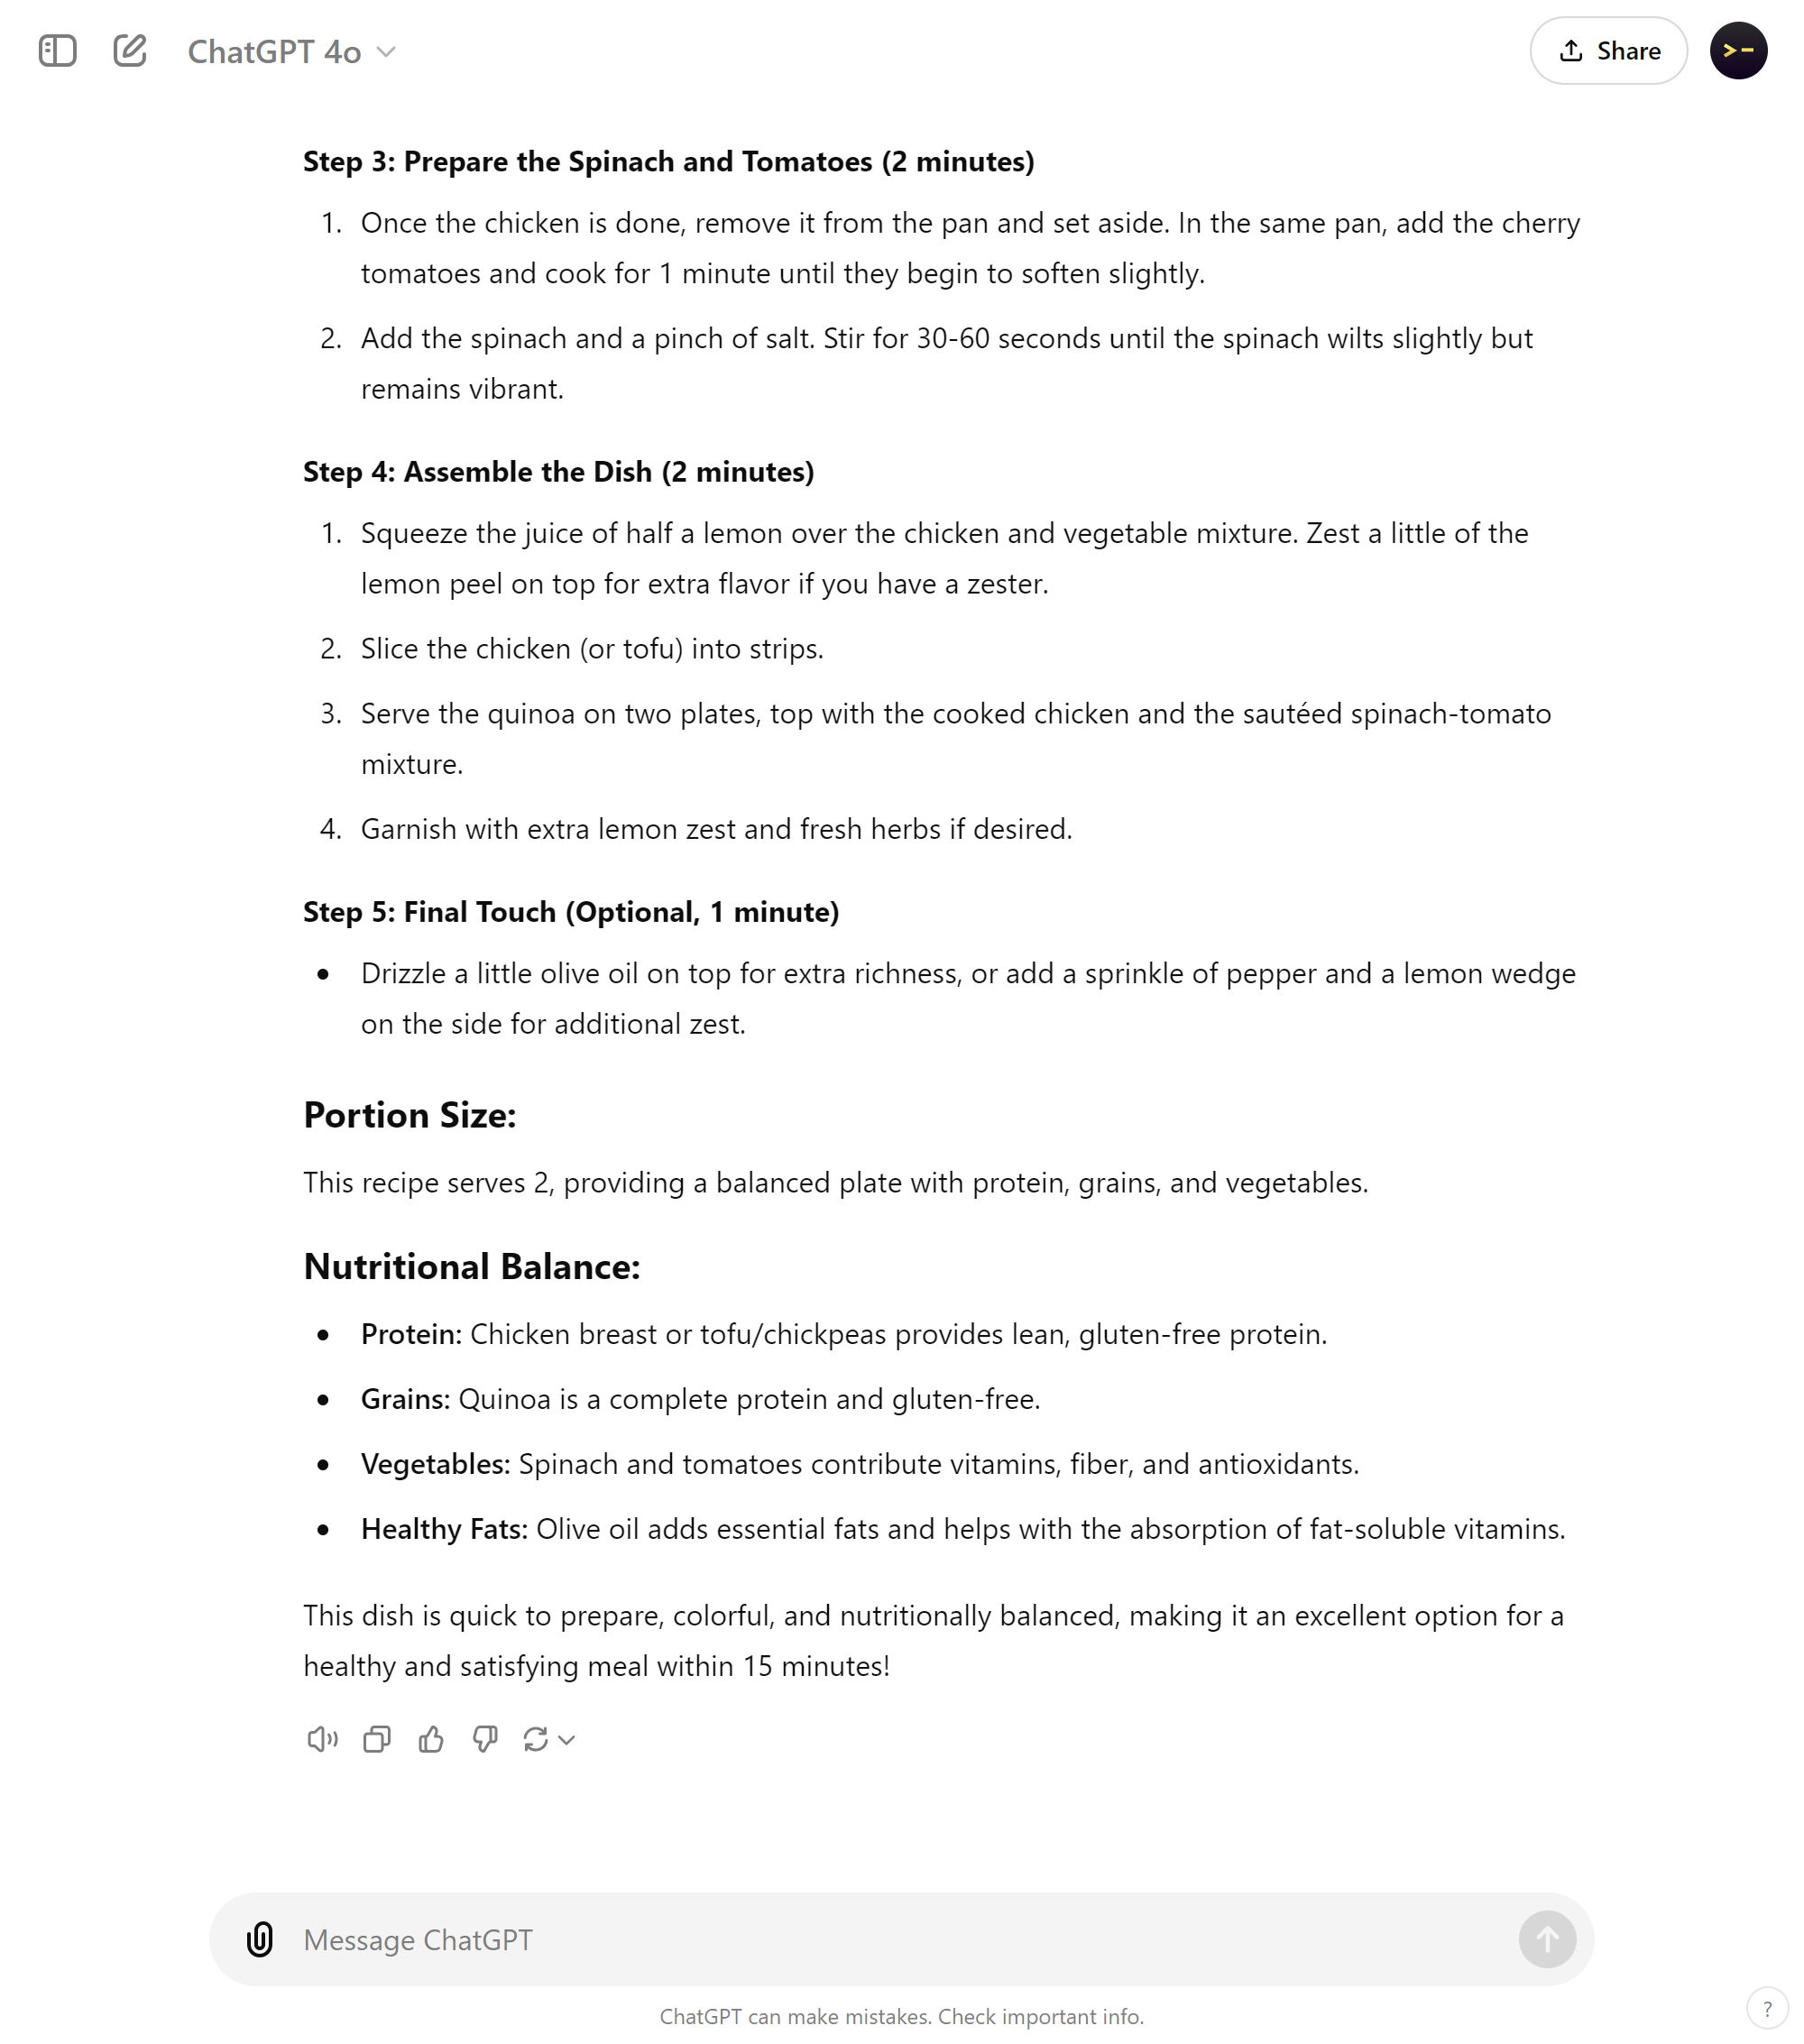 ChatGPT 4o
Share
Step 3: Prepare the Spinach and Tomatoes (2 minutes)
1. Once the chicken is done, remove it from the pan and set aside. In the same pan, add the cherry
tomatoes and cook for 1 minute until they begin to soften slightly.
2. Add the spinach and a pinch of salt. Stir for 30-60 seconds until the spinach wilts slightly but
remains vibrant.
Step 4: Assemble the Dish (2 minutes)
1. Squeeze the juice of half a lemon over the chicken and vegetable mixture. Zest a little of the
lemon peel on top for extra flavor if you have a zester.
2. Slice the chicken (or tofu) into strips.
3. Serve the quinoa on two plates, top with the cooked chicken and the sautéed spinach-tomato
mixture.
4. Garnish with extra lemon zest and fresh herbs if desired.
Step 5: Final Touch (Optional, 1 minute)
• Drizzle a little olive oil on top for extra richness, or add a sprinkle of pepper and a lemon wedge
on the side for additional zest.
Portion Size:
This recipe serves 2, providing a balanced plate with protein, grains, and vegetables.
Nutritional Balance:
• Protein: Chicken breast or tofu/chickpeas provides lean, gluten-free protein.
• Grains: Quinoa is a complete protein and gluten-free.
• Vegetables: Spinach and tomatoes contribute vitamins, fiber, and antioxidants.
• Healthy Fats: Olive oil adds essential fats and helps with the absorption of fat-soluble vitamins.
This dish is quick to prepare, colorful, and nutritionally balanced, making it an excellent option for a
healthy and satisfying meal within 15 minutes!
Message ChatGPT
ChatGPT can make mistakes. Check important info.
?